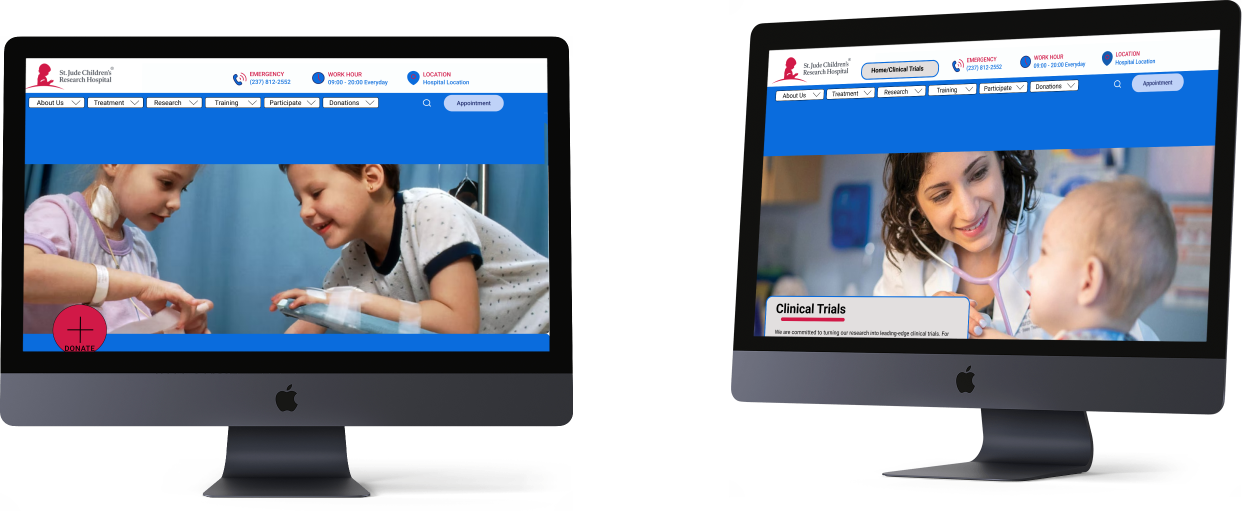 St. Jude Children's®
Research Hospital
EMERGENCY
(237) 812-2552
WORK HOUR
09:00 - 20:00 Everyday
LOCATION
Hospital Location
About Us
Treatment
Research
Training
Participate
Donations
Appointment
DONATE
St. Jude Children's®
Research Hospital
Home/Clinical Trials
EMERGENCY
(237) 812-2552
WORK HOUR
09:00 - 20:00 Everyday
LOCATION
Hospital Location
About Us
Treatment
Research
Training
Participate
Donations
Appointment
Clinical Trials
We are committed to turning our research into leading-edge clinical trials. For